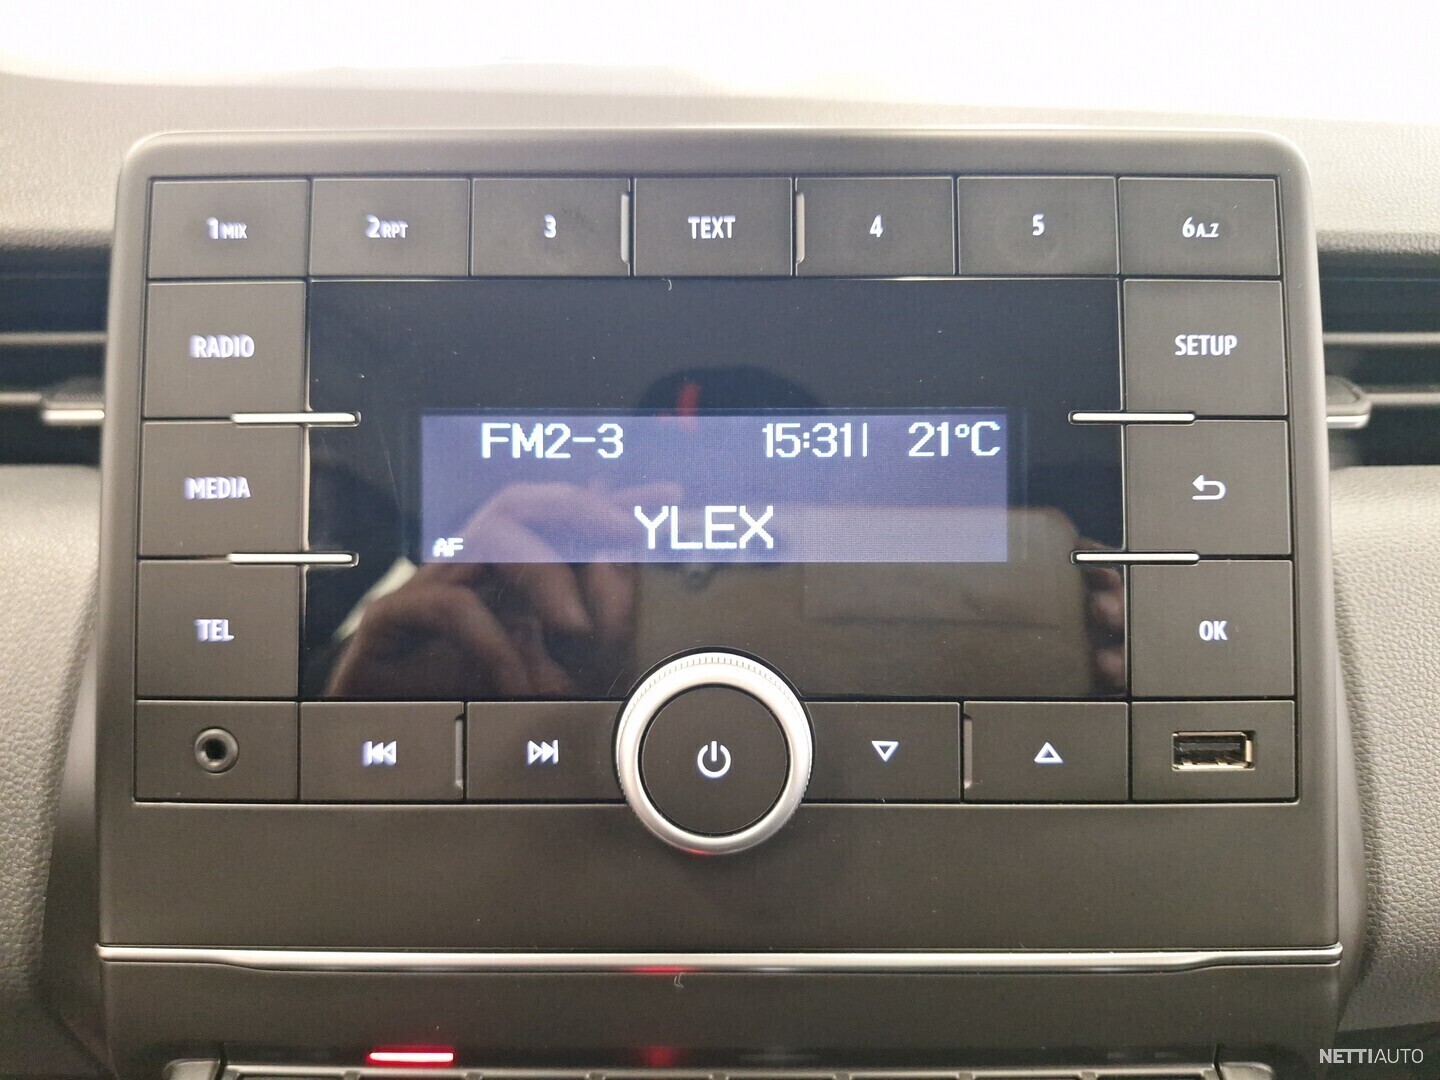 1MIX 2RPT 3 TEXT 4 5 6A..Z
RADIO
SETUP
FM2-3 15:31 21°C
MEDIA
YLEX
AF
TEL
OK
NETTIAUTO